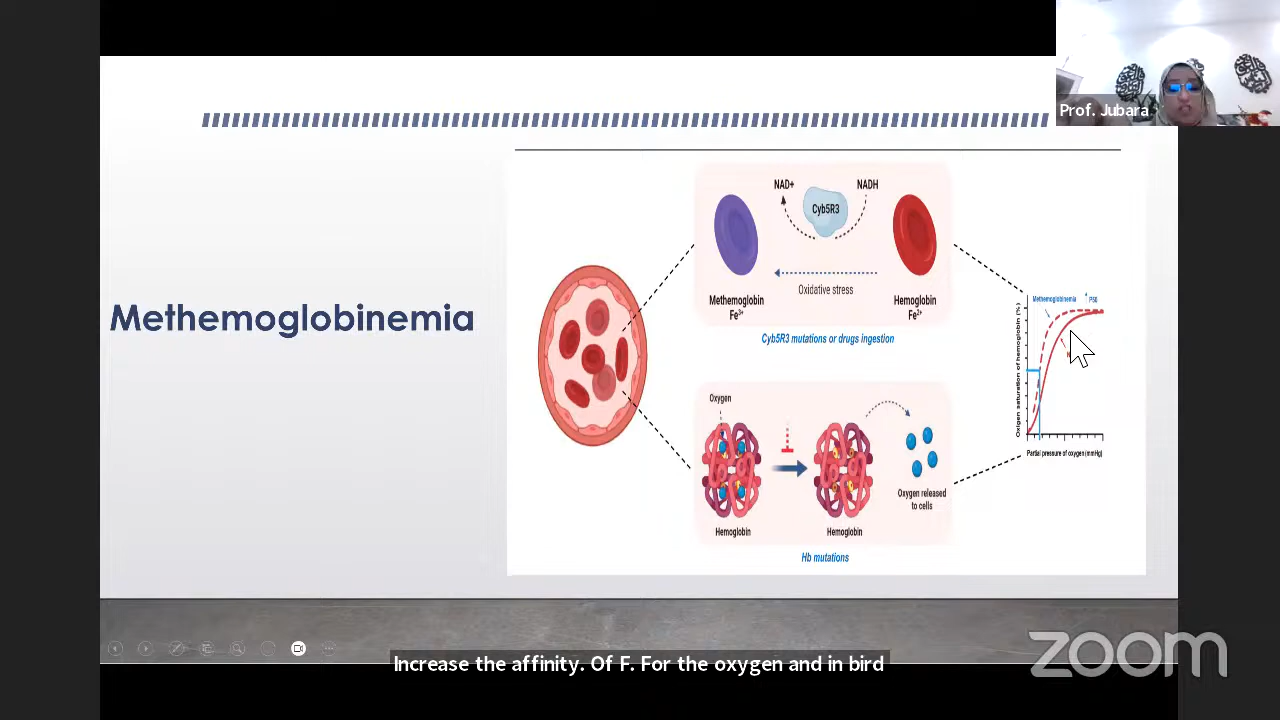 Prof. Jubara
Methemoglobinemia
NAD+
NADH
Cyb5R3
Oxidative stress
Methemoglobin
Fe3+
Hemoglobin
Fe2+
Cyb5R3 mutations or drugs ingestion
Oxygen
Hemoglobin
Hemoglobin
Oxygen released
to cells
Hb mutations
Methemoglobinemia
P50
Oxigen saturation of hemoglobin (%)
Partial pressure of oxygen (mmHg)
Increase the affinity. Of F. For the oxygen and in bird
zoom